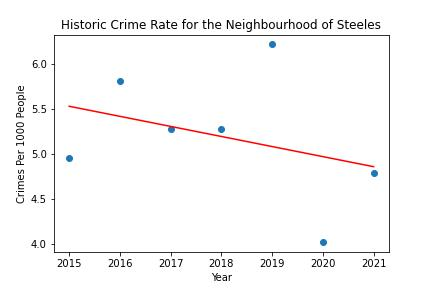 Historic Crime Rate for the Neighbourhood of Steeles
Crimes Per 1000 People
6.0
5.5
5.0
4.5
4.0
2015 2016 2017 2018 2019 2020 2021
Year